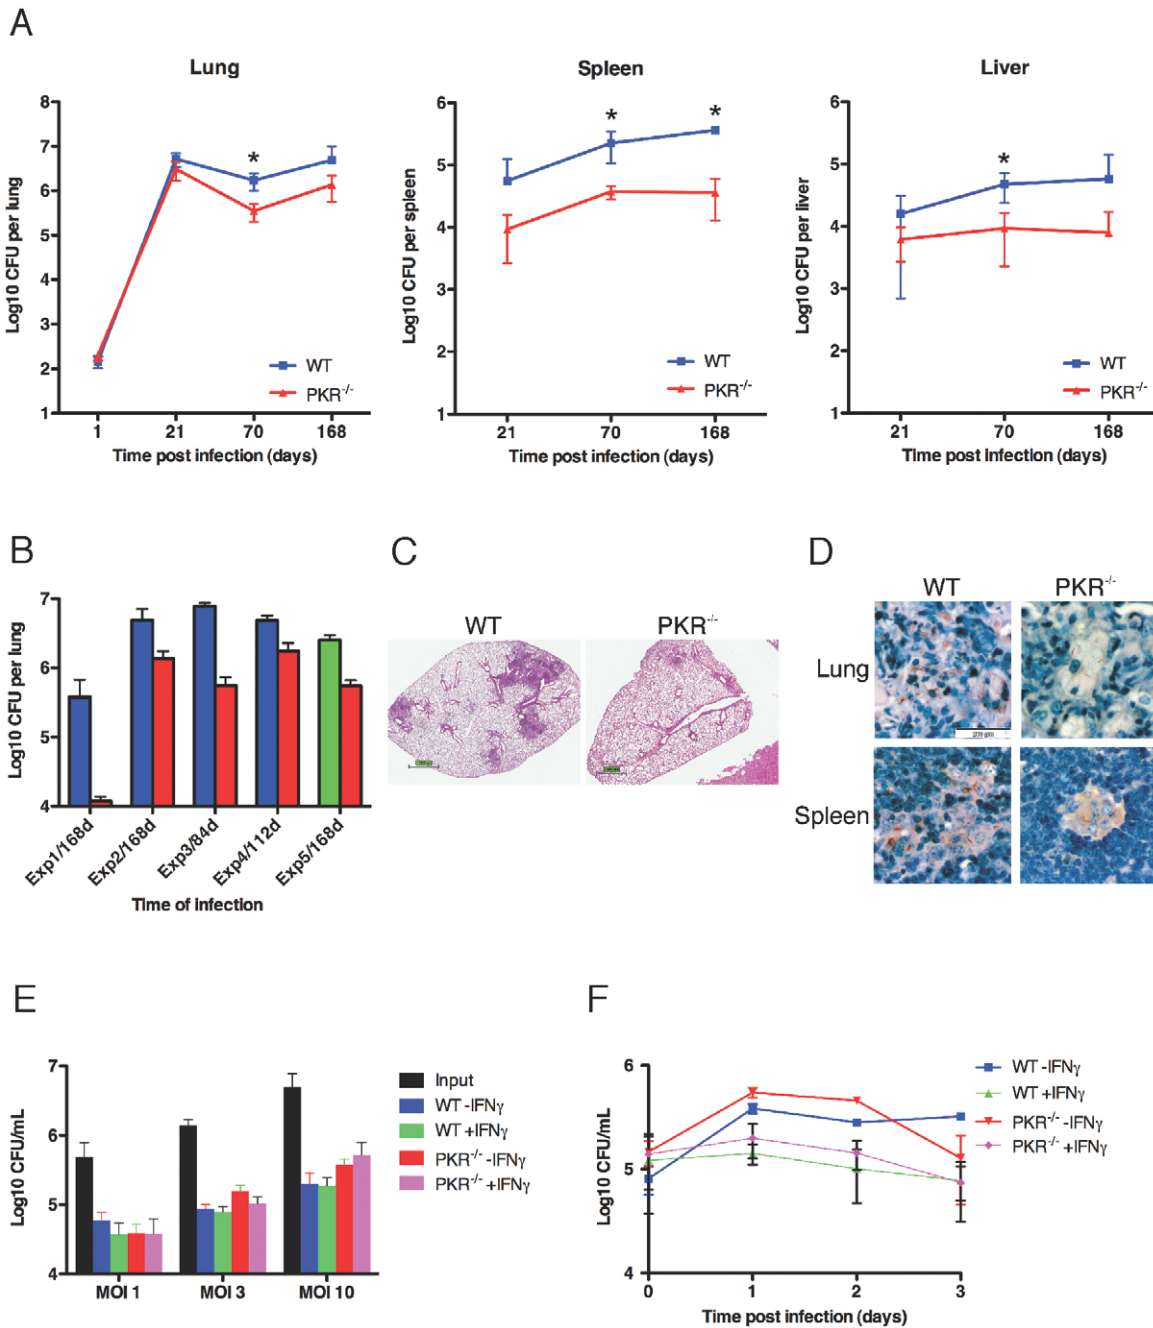 A
Lung
Spleen
Liver
Log10 CFU per lung
8
7
6
5
4
3
2
1
1
21
70
168
Time post infection (days)
*
WT
PKR-/-
Log10 CFU per spleen
6
5
4
3
2
1
21
70
168
Time post infection (days)
*
*
WT
PKR-/-
Log10 CFU per liver
6
5
4
3
2
1
21
70
168
Time post infection (days)
*
WT
PKR-/-
B
Log10 CFU per lung
7
6
5
4
Exp1/168d
Exp2/168d
Exp3/84d
Exp4/112d
Exp5/168d
Time of infection
C
WT
PKR-/-
D
WT
PKR-/-
Lung
Spleen
E
Log10 CFU/mL
7
6
5
4
MOI 1
MOI 3
MOI 10
Input
WT -IFNγ
WT +IFNγ
PKR-/- -IFNγ
PKR-/- +IFNγ
F
Log10 CFU/mL
6
5
4
0
1
2
3
Time post infection (days)
WT -IFNγ
WT +IFNγ
PKR-/- -IFNγ
PKR-/- +IFNγ